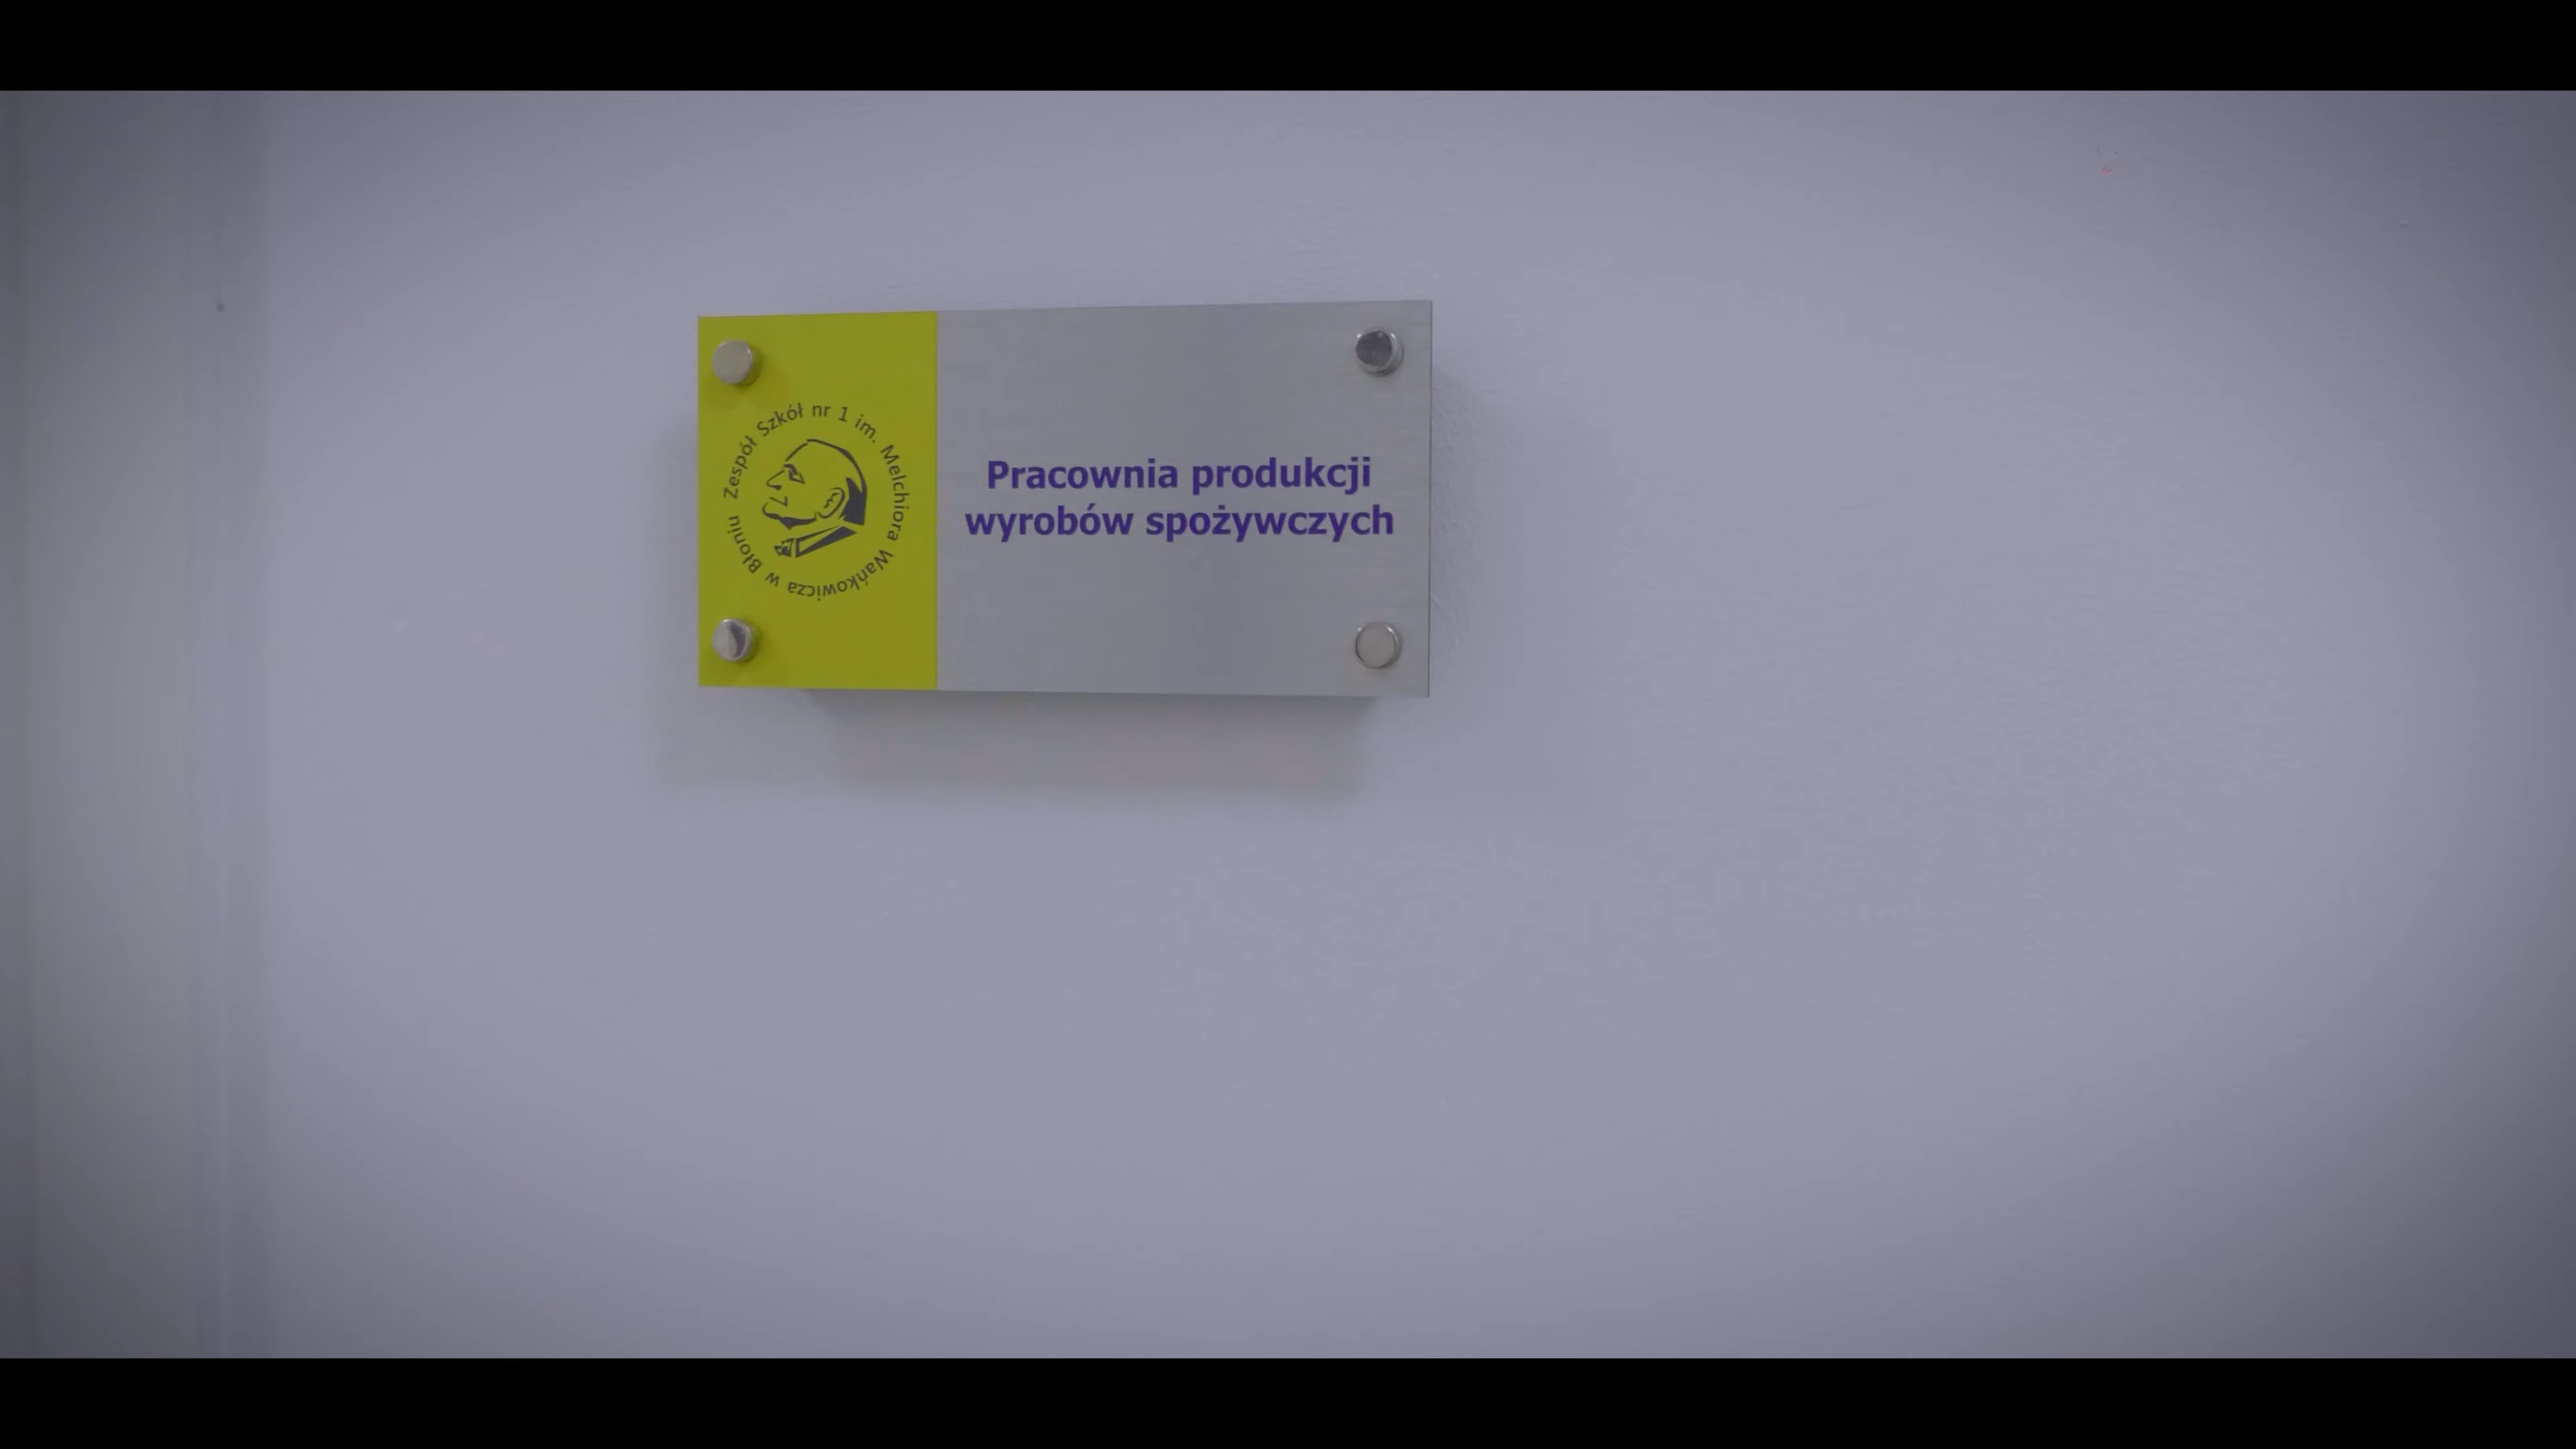 Zespół Szkół nr 1 im. Melchiora Wańkowicza w Błoniu
Pracownia produkcji
wyrobów spożywczych